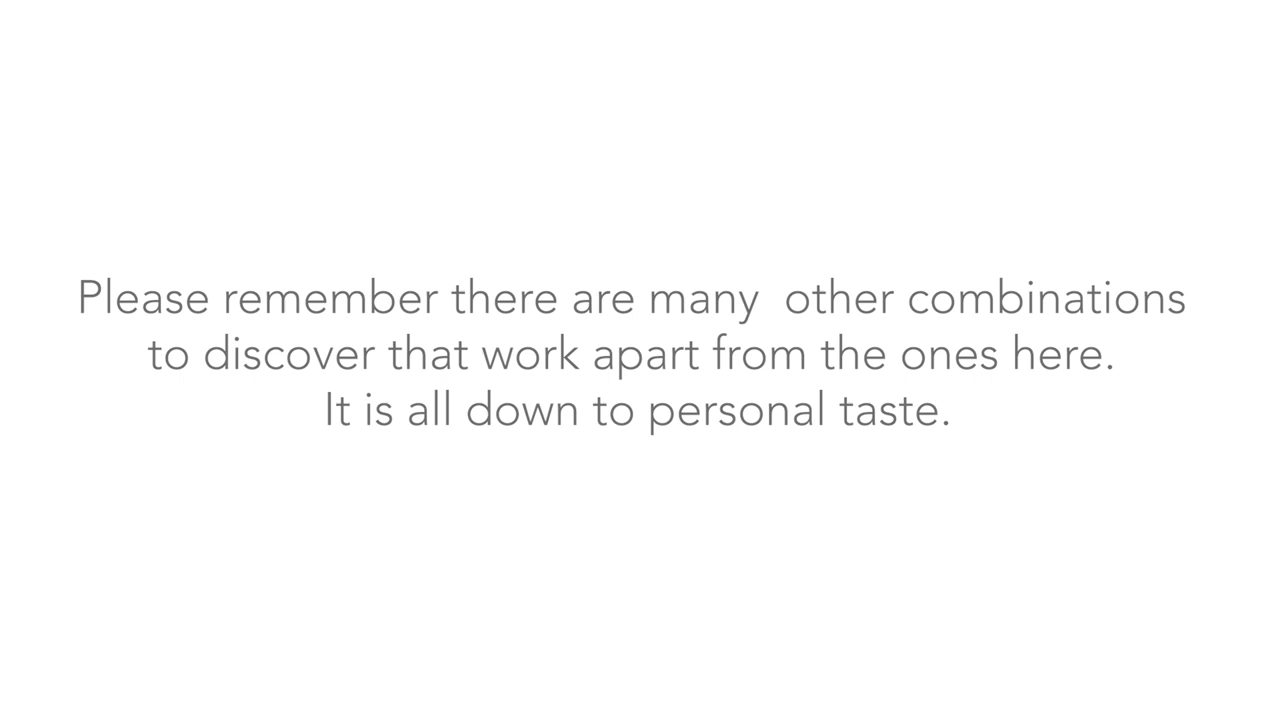 Please remember there are many  other combinations
to discover that work apart from the ones here.
It is all down to personal taste.